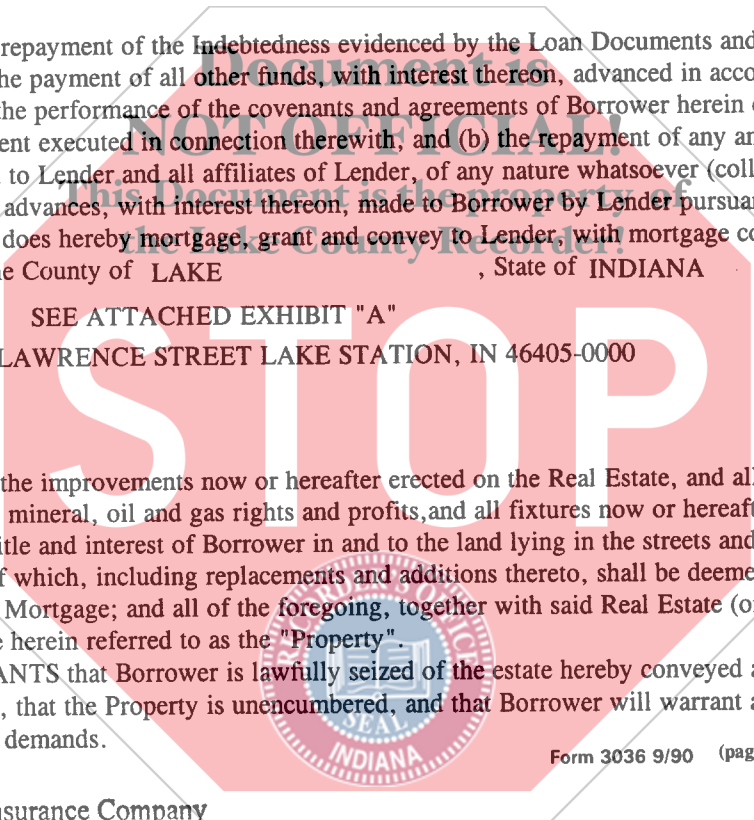 repayment of the Indebtedness evidenced by the Loan Documents and
Document is
he payment of all other funds, with interest thereon, advanced in acco
the performance of the covenants and agreements of Borrower herein
NOT OFFICIAL!
ent executed in connection therewith, and (b) the repayment of any an
to Lender and all affiliates of Lender, of any nature whatsoever (coll
This Document is the property of
advances, with interest thereon, made to Borrower by Lender pursuan
does hereby mortgage, grant and convey to Lender, with mortgage co
the Lake County Recorder!
e County of LAKE , State of INDIANA
SEE ATTACHED EXHIBIT "A"
LAWRENCE STREET LAKE STATION, IN 46405-0000
STOP
the improvements now or hereafter erected on the Real Estate, and al
mineral, oil and gas rights and profits,and all fixtures now or hereaft
itle and interest of Borrower in and to the land lying in the streets and
f which, including replacements and additions thereto, shall be deeme
Mortgage; and all of the foregoing, together with said Real Estate (o
e herein referred to as the "Property".
RECORDER'S OFFICE
ANTS that Borrower is lawfully seized of the estate hereby conveyed a
, that the Property is unencumbered, and that Borrower will warrant a
SEAL
demands.
INDIANA
Form 3036 9/90 (pag
nsurance Company